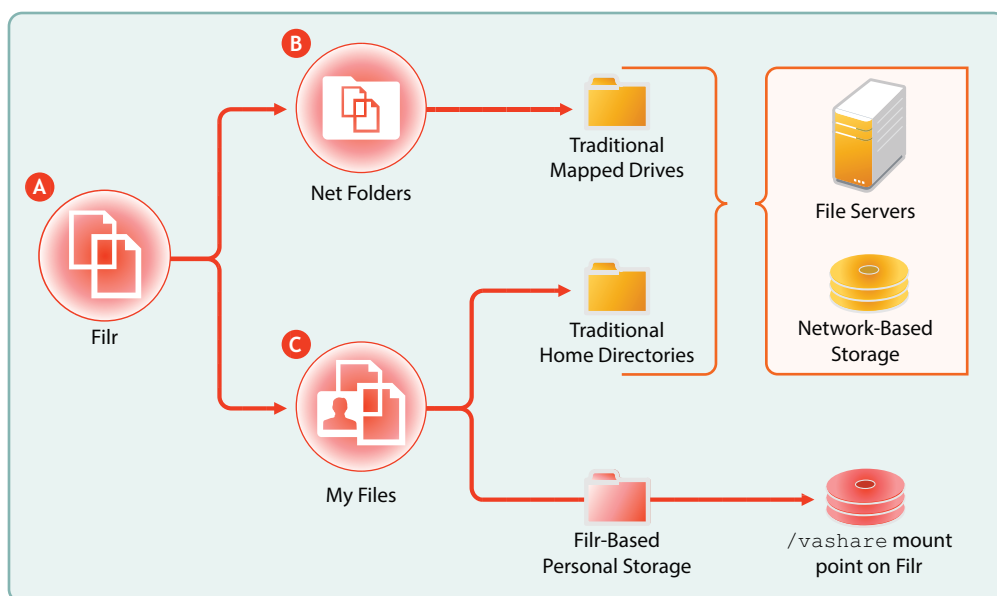 B
A
Net Folders
Traditional
Mapped Drives
File Servers
Filr
C
Traditional
Home Directories
Network-Based
Storage
My Files
Filr-Based
Personal Storage
/vashare mount
point on Filr